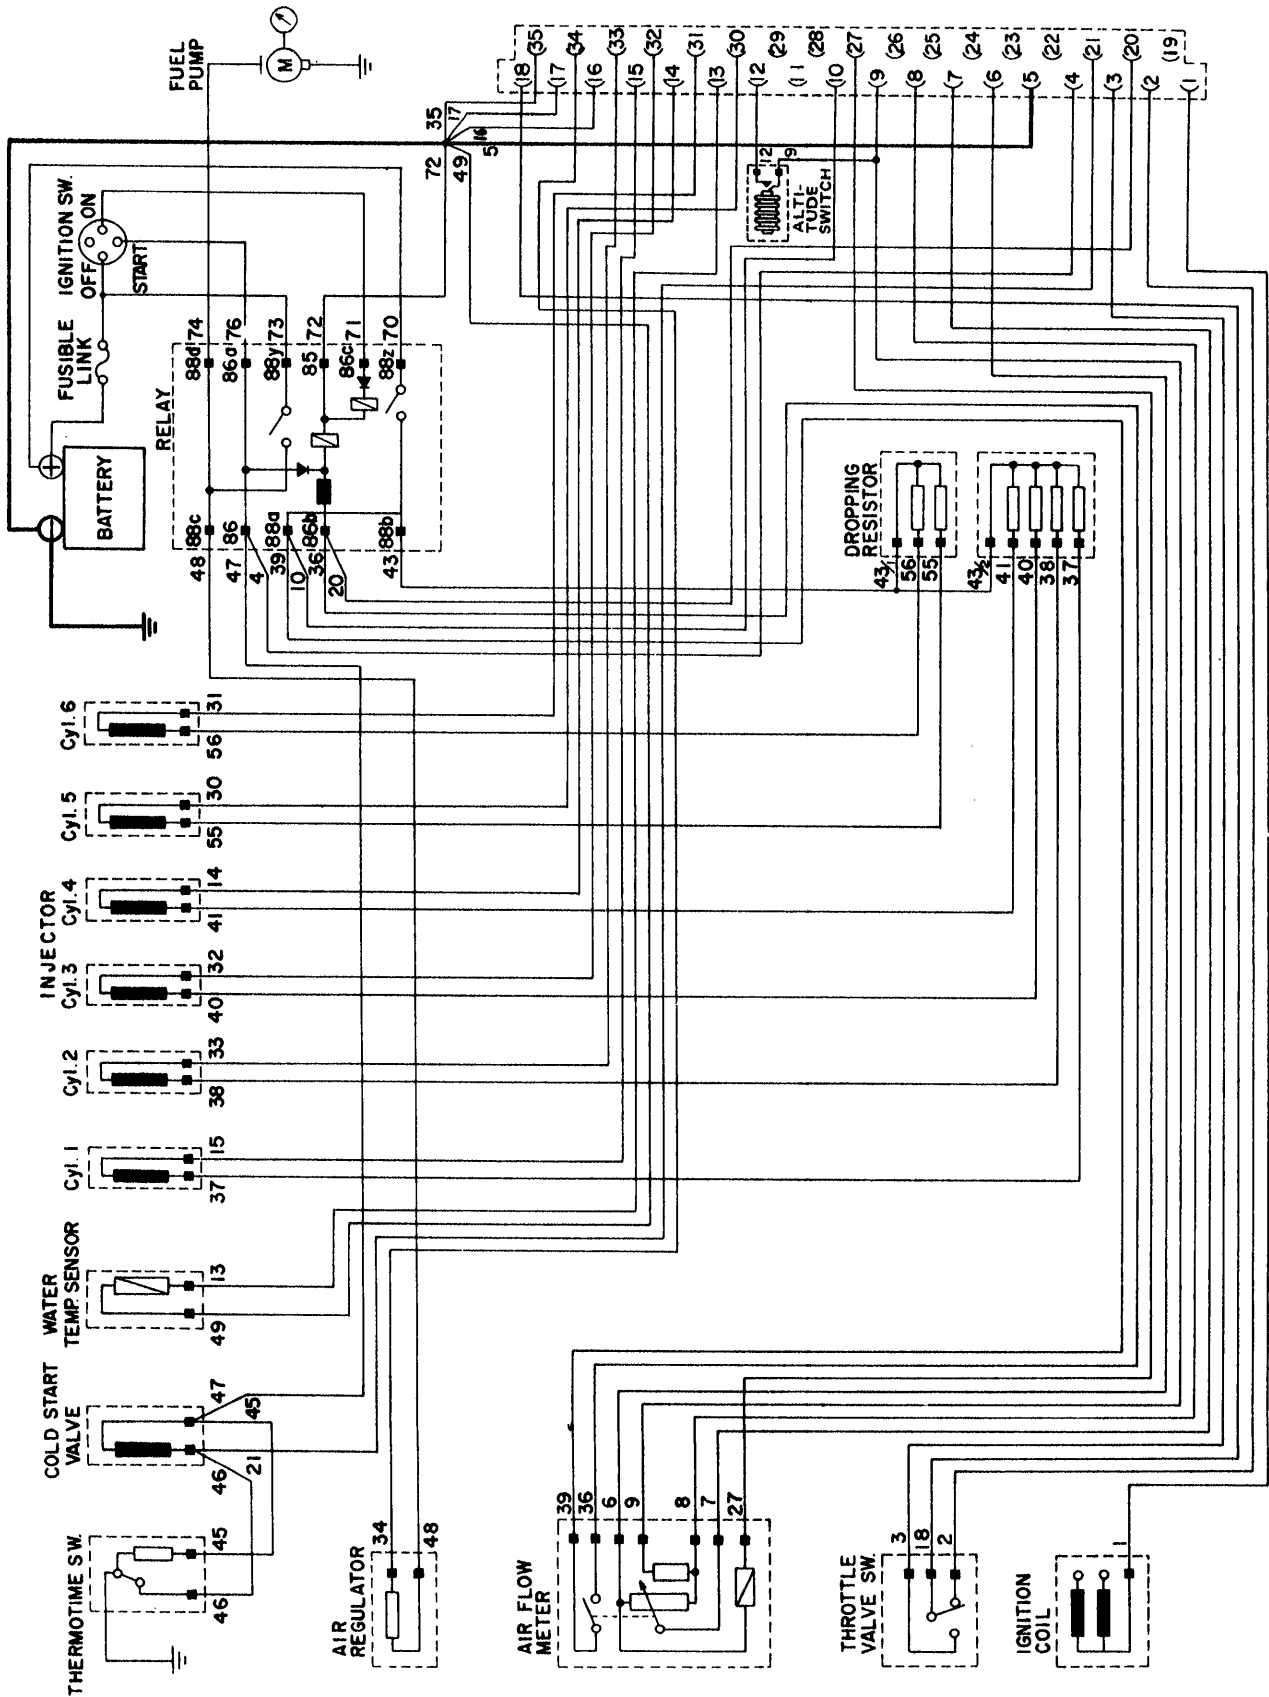 FUEL
PUMP
M
IGNITION SW.
OFF
ON
START
FUSIBLE
LINK
BATTERY
RELAY
88d
74
86a
76
88y
73
85
72
86c
71
88z
70
88c
48
86
47
4
88a
39
10
86b
36
20
88b
43
35
17
16
5
72
49
(18
(17
(16
(15
(14
(13
(12
(11
(10
(9
(8
(7
(6
(5
(4
(3
(2
(1
(35
(34
(33
(32
(31
(30
(29
(28
(27
(26
(25
(24
(23
(22
(21
(20
(19
12
9
ALTI-
TUDE
SWITCH
DROPPING
RESISTOR
43/1
56
55
43/2
41
40
38
37
INJECTOR
Cyl.6
31
56
Cyl.5
30
55
Cyl.4
14
41
Cyl.3
32
40
Cyl.2
33
38
Cyl.1
15
37
WATER
TEMP. SENSOR
13
49
COLD START
VALVE
47
45
46
21
THERMOTIME SW.
45
46
AIR
REGULATOR
34
48
AIR FLOW
METER
39
36
6
9
8
7
27
THROTTLE
VALVE SW.
3
18
2
IGNITION
COIL
1